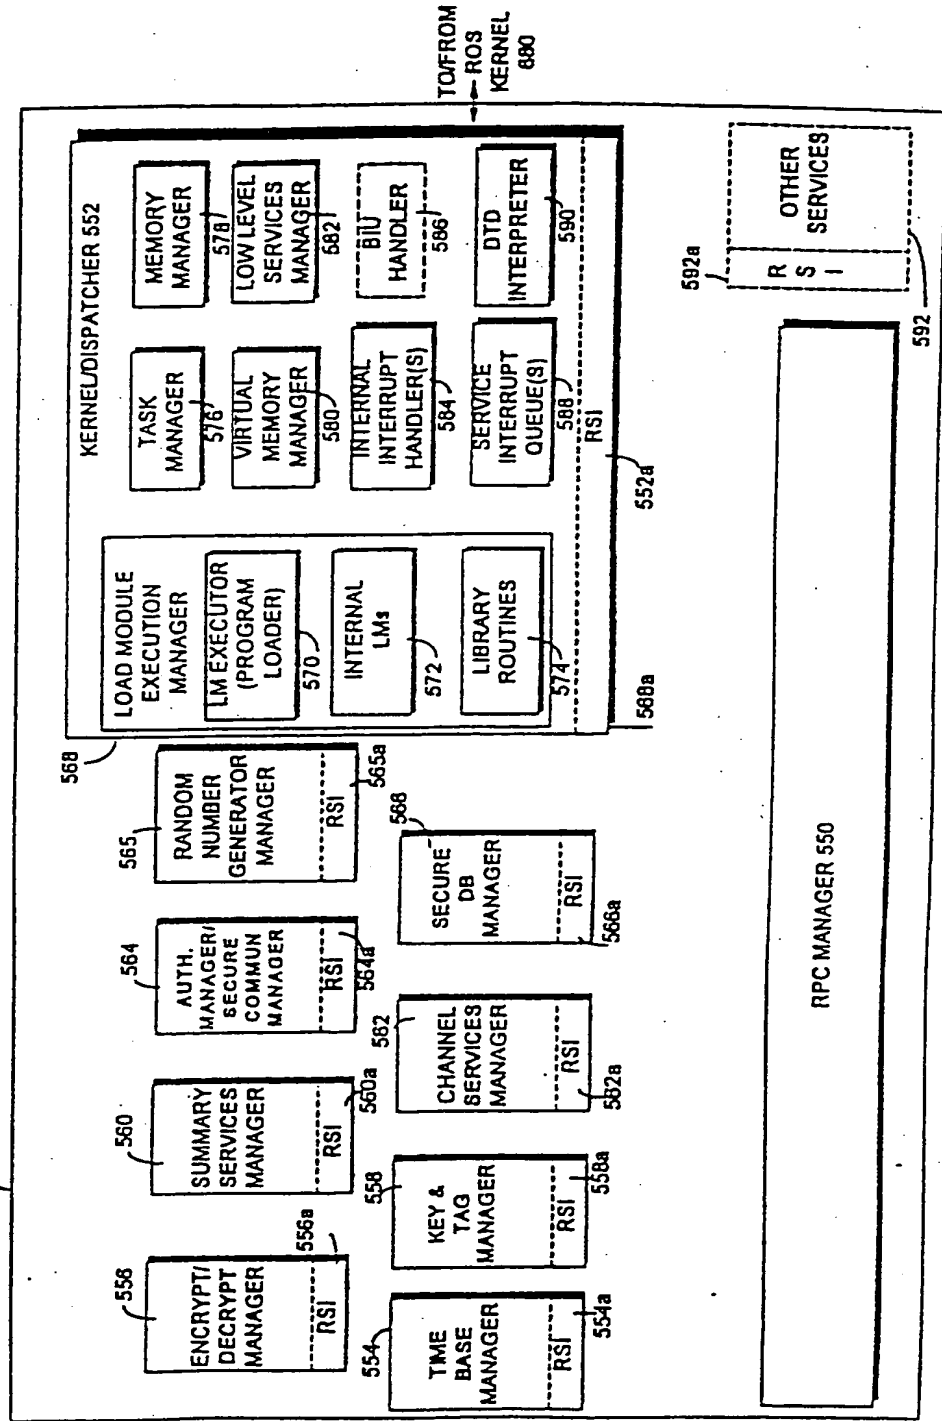 TO/FROM
ROS
KERNEL
680
KERNEL/DISPATCHER 552
LOAD MODULE
EXECUTION
MANAGER
568
LM EXECUTOR
(PROGRAM
LOADER)
570
INTERNAL
LMs
572
LIBRARY
ROUTINES
574
TASK
MANAGER
576
MEMORY
MANAGER
578
VIRTUAL
MEMORY
MANAGER
580
LOW LEVEL
SERVICES
MANAGER
582
INTERNAL
INTERRUPT
HANDLER(S)
584
BIU
HANDLER
586
SERVICE
INTERRUPT
QUEUE(S)
588
DTD
INTERPRETER
590
RSI
552a
588a
558
ENCRYPT/
DECRYPT
MANAGER
RSI
556a
560
SUMMARY
SERVICES
MANAGER
RSI
560a
564
AUTH.
MANAGER/
SECURE
COMMUN
MANAGER
RSI
564a
565
RANDOM
NUMBER
GENERATOR
MANAGER
RSI
565a
554
TIME
BASE
MANAGER
RSI
554a
558
KEY &
TAG
MANAGER
RSI
558a
562
CHANNEL
SERVICES
MANAGER
RSI
562a
568
SECURE
DB
MANAGER
RSI
566a
592a
RSI
OTHER
SERVICES
592
RPC MANAGER 550